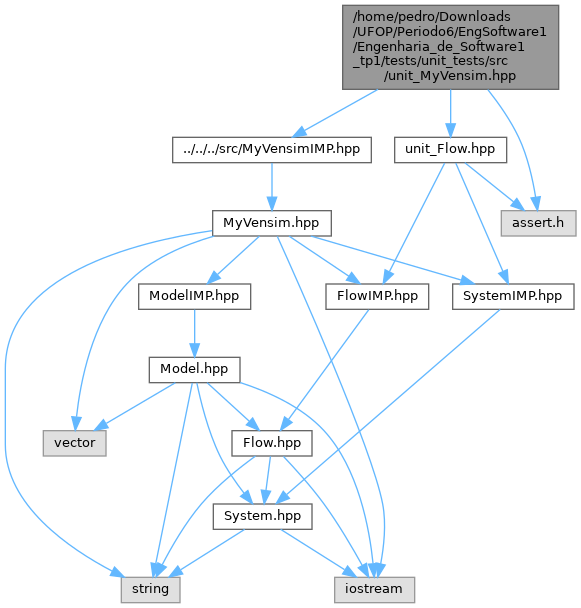 /home/pedro/Downloads
/UFOP/Periodo6/EngSoftware1
/Engenharia_de_Software1
_tp1/tests/unit_tests/src
/unit_MyVensim.hpp
../../../src/MyVensimIMP.hpp
unit_Flow.hpp
MyVensim.hpp
assert.h
ModelIMP.hpp
FlowIMP.hpp
SystemIMP.hpp
Model.hpp
vector
Flow.hpp
System.hpp
string
iostream